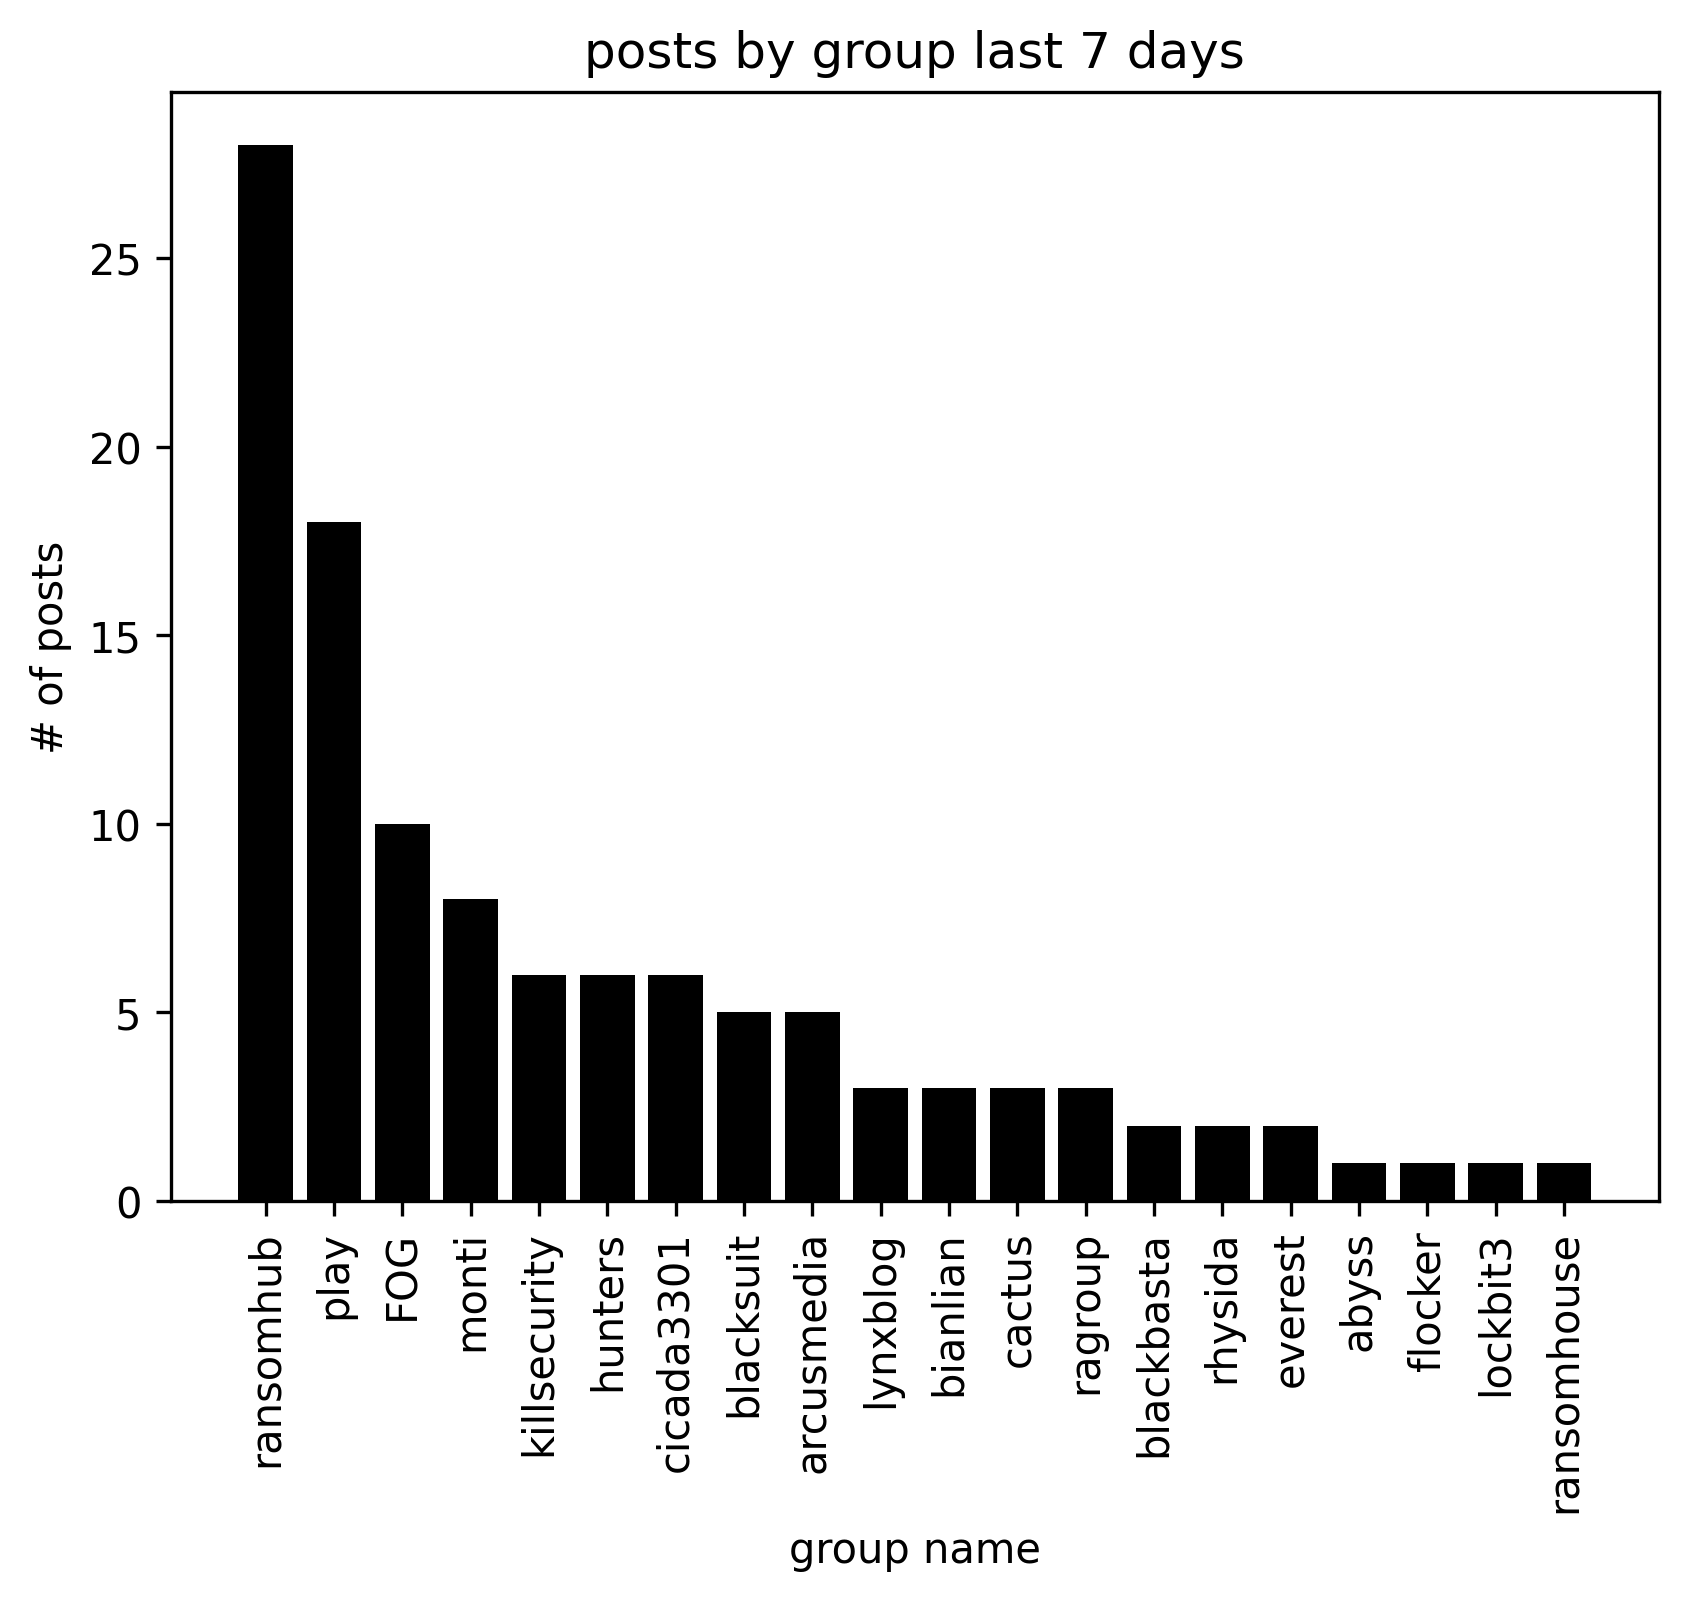 posts by group last 7 days
# of posts
25
20
15
10
5
0
ransomhub
play
FOG
monti
killsecurity
hunters
cicada3301
blacksuit
arcusmedia
lynxblog
bianlian
cactus
ragroup
blackbasta
rhysida
everest
abyss
flocker
lockbit3
ransomhouse
group name